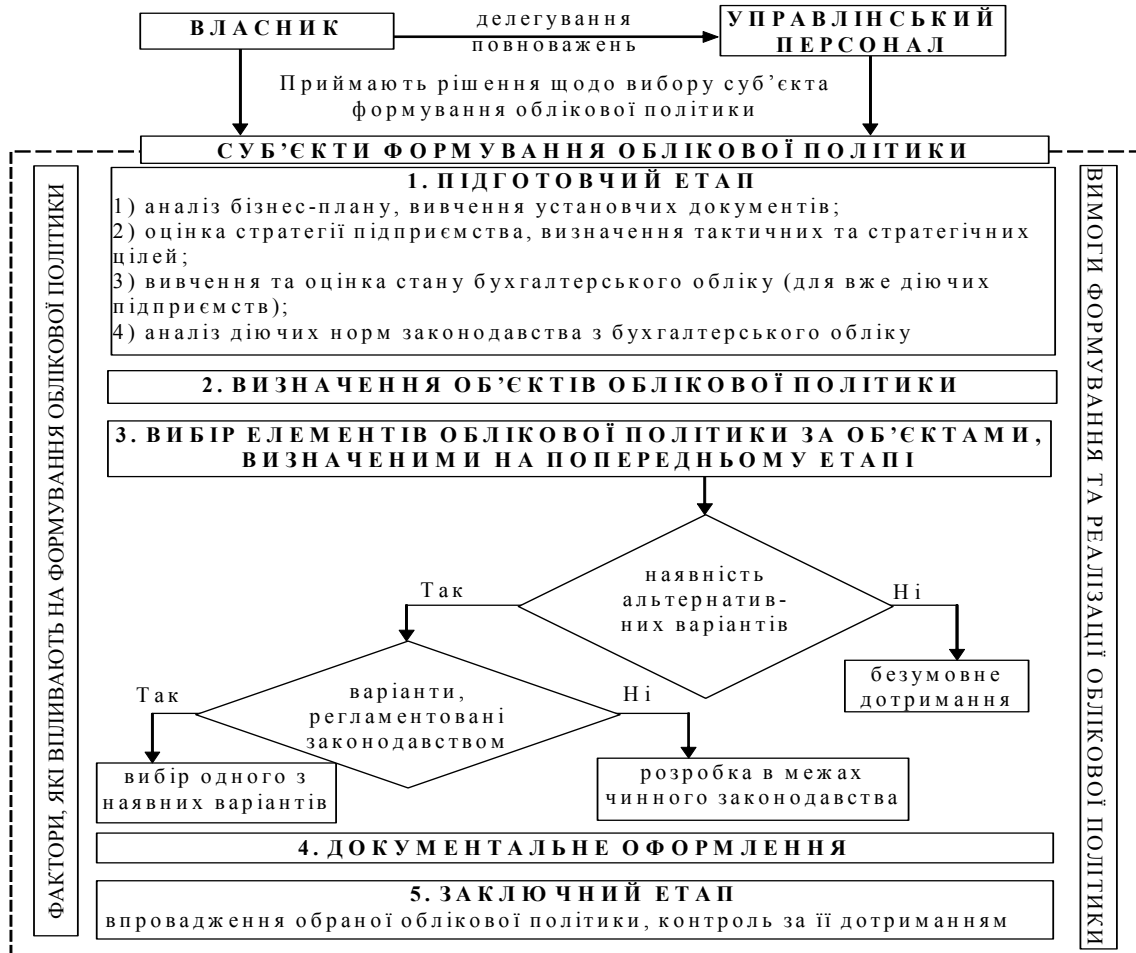 ВЛАСНИК
делегування
повноважень
УПРАВЛІНСЬКИЙ
ПЕРСОНАЛ
Приймають рішення щодо вибору суб’єкта
формування облікової політики
СУБ’ЄКТИ ФОРМУВАННЯ ОБЛІКОВОЇ ПОЛІТИКИ
ФАКТОРИ, ЯКІ ВПЛИВАЮТЬ НА ФОРМУВАННЯ ОБЛІКОВОЇ ПОЛІТИКИ
1. ПІДГОТОВЧИЙ ЕТАП
1) аналіз бізнес-плану, вивчення установчих документів;
2) оцінка стратегії підприємства, визначення тактичних та стратегічних
цілей;
3) вивчення та оцінка стану бухгалтерського обліку (для вже діючих
підприємств);
4) аналіз діючих норм законодавства з бухгалтерського обліку
2. ВИЗНАЧЕННЯ ОБ’ЄКТІВ ОБЛІКОВОЇ ПОЛІТИКИ
3. ВИБІР ЕЛЕМЕНТІВ ОБЛІКОВОЇ ПОЛІТИКИ ЗА ОБ’ЄКТАМИ,
ВИЗНАЧЕНИМИ НА ПОПЕРЕДНЬОМУ ЕТАПІ
наявність
альтернатив-
них варіантів
Так
Ні
безумовне
дотримання
варіанти,
регламентовані
законодавством
Так
Ні
вибір одного з
наявних варіантів
розробка в межах
чинного законодавства
4. ДОКУМЕНТАЛЬНЕ ОФОРМЛЕННЯ
5. ЗАКЛЮЧНИЙ ЕТАП
впровадження обраної облікової політики, контроль за її дотриманням
ВИМОГИ ФОРМУВАННЯ ТА РЕАЛІЗАЦІЇ ОБЛІКОВОЇ ПОЛІТИКИ